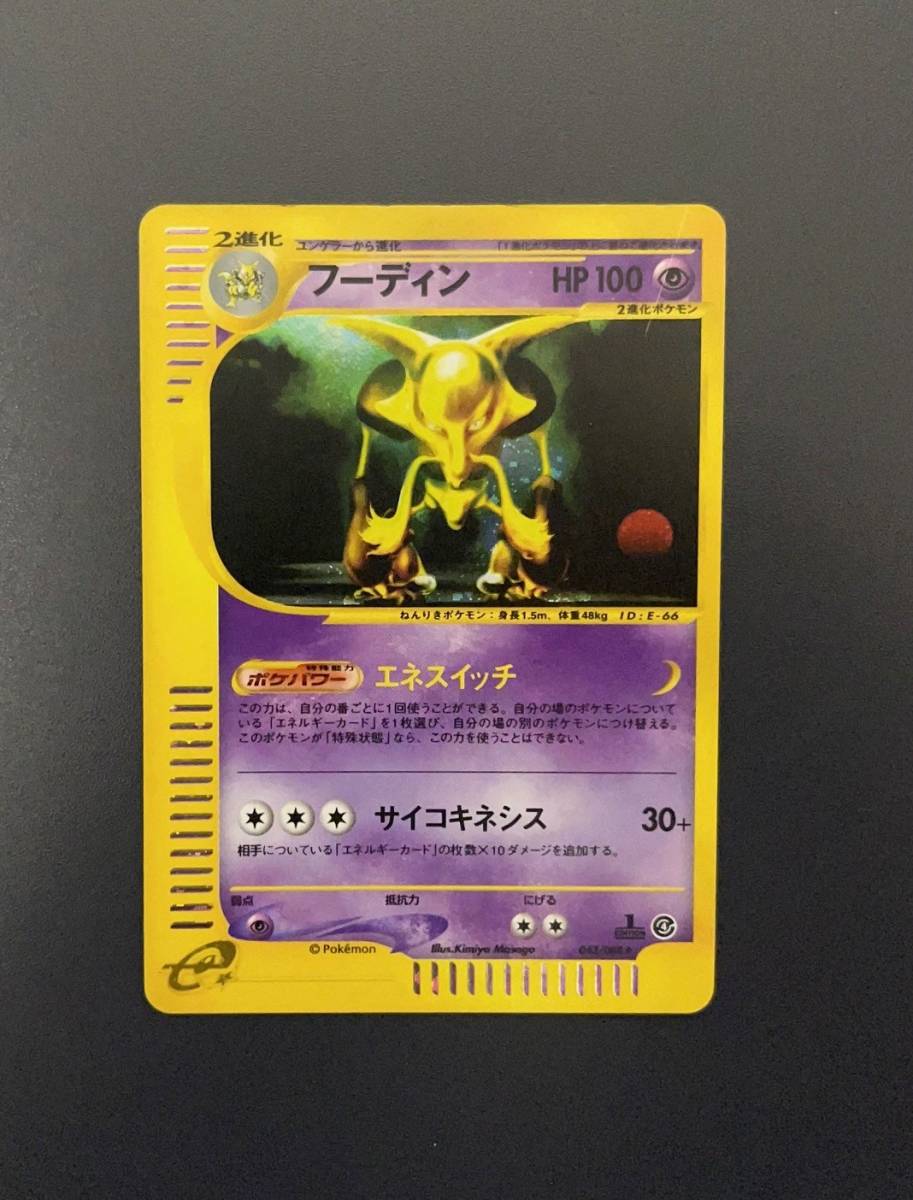 2進化
ユンゲラーから進化
フーディン HP 100
2進化ポケモン
ねんりきポケモン：身長1.5m、体重48kg ID：E-66
特殊能力
ポケパワー エネスイッチ
この力は、自分の番ごとに1回使うことができる。自分の場のポケモンについて
いる「エネルギーカード」を1枚選び、自分の場の別のポケモンにつけ替える。
このポケモンが「特殊状態」なら、この力を使うことはできない。
サイコキネシス 30+
相手についている「エネルギーカード」の枚数×10ダメージを追加する。
弱点 抵抗力 にげる
1
EDITION
© Pokémon Illus. Kimiya Masago
e